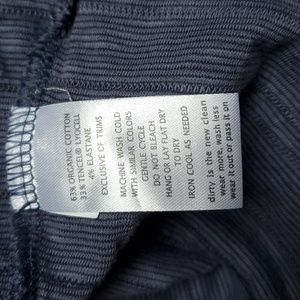 63% ORGANIC COTTON
33% TENCEL® LYOCELL
4% ELASTANE
EXCLUSIVE OF TRIMS
MACHINE WASH COLD
WITH SIMILAR COLORS
GENTLE CYCLE
DO NOT BLEACH
HANG OR LAY FLAT DRY
TO DRY
IRON COOL AS NEEDED
dirty is the new clean
wear more, wash less
wear it out or pass it on